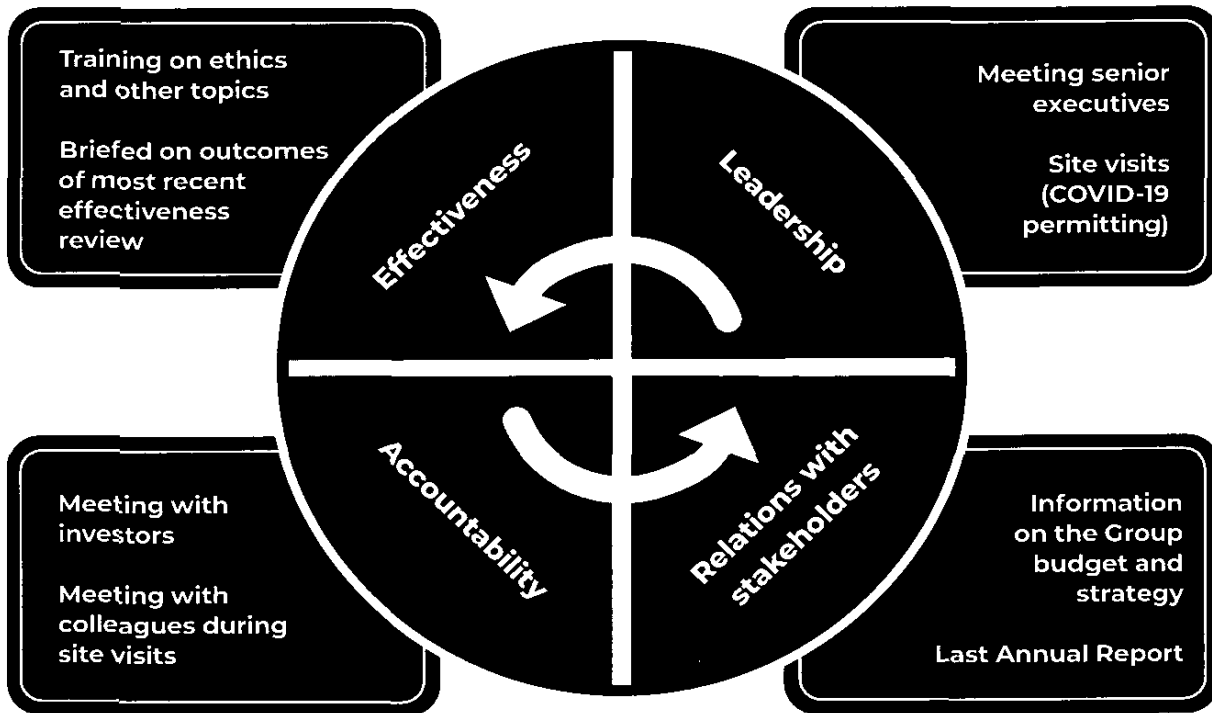 Training on ethics
and other topics
Briefed on outcomes
of most recent
effectiveness
review
Effectiveness
Leadership
Meeting senior
executives
Site visits
(COVID-19
permitting)
Meeting with
investors
Meeting with
colleagues during
site visits
Accountability
Relations with
stakeholders
Information
on the Group
budget and
strategy
Last Annual Report